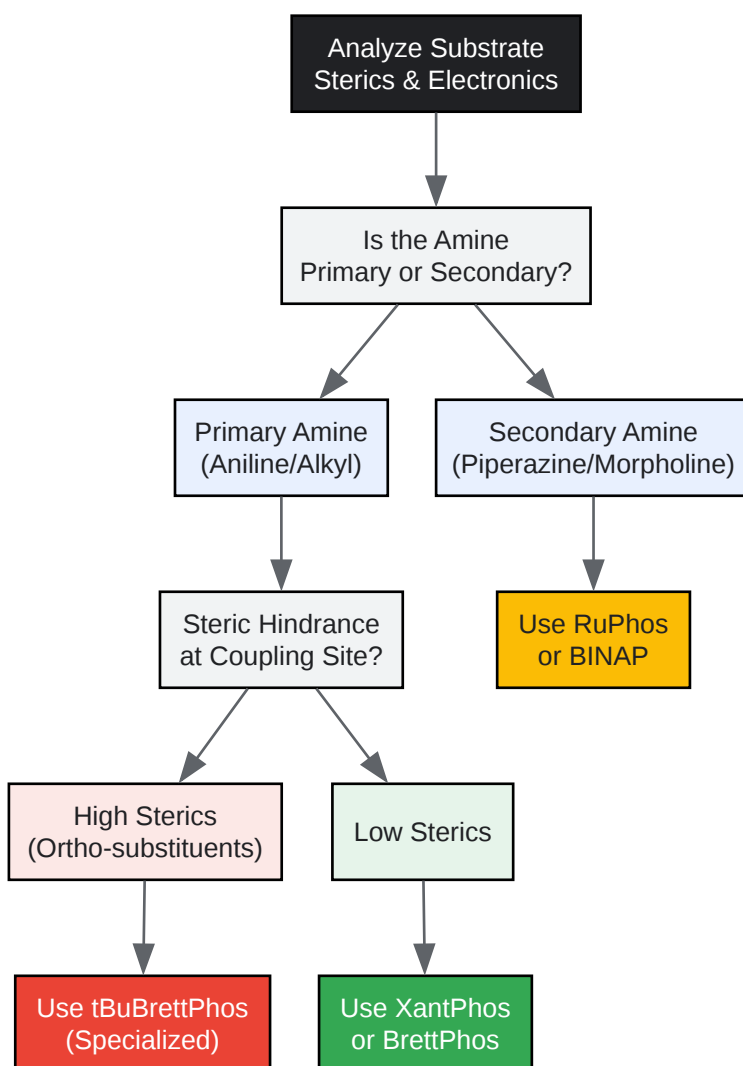 Analyze Substrate
Sterics & Electronics
Is the Amine
Primary or Secondary?
Primary Amine
(Aniline/Alkyl)
Secondary Amine
(Piperazine/Morpholine)
Steric Hindrance
at Coupling Site?
Use RuPhos
or BINAP
High Sterics
(Ortho-substituents)
Low Sterics
Use tBuBrettPhos
(Specialized)
Use XantPhos
or BrettPhos